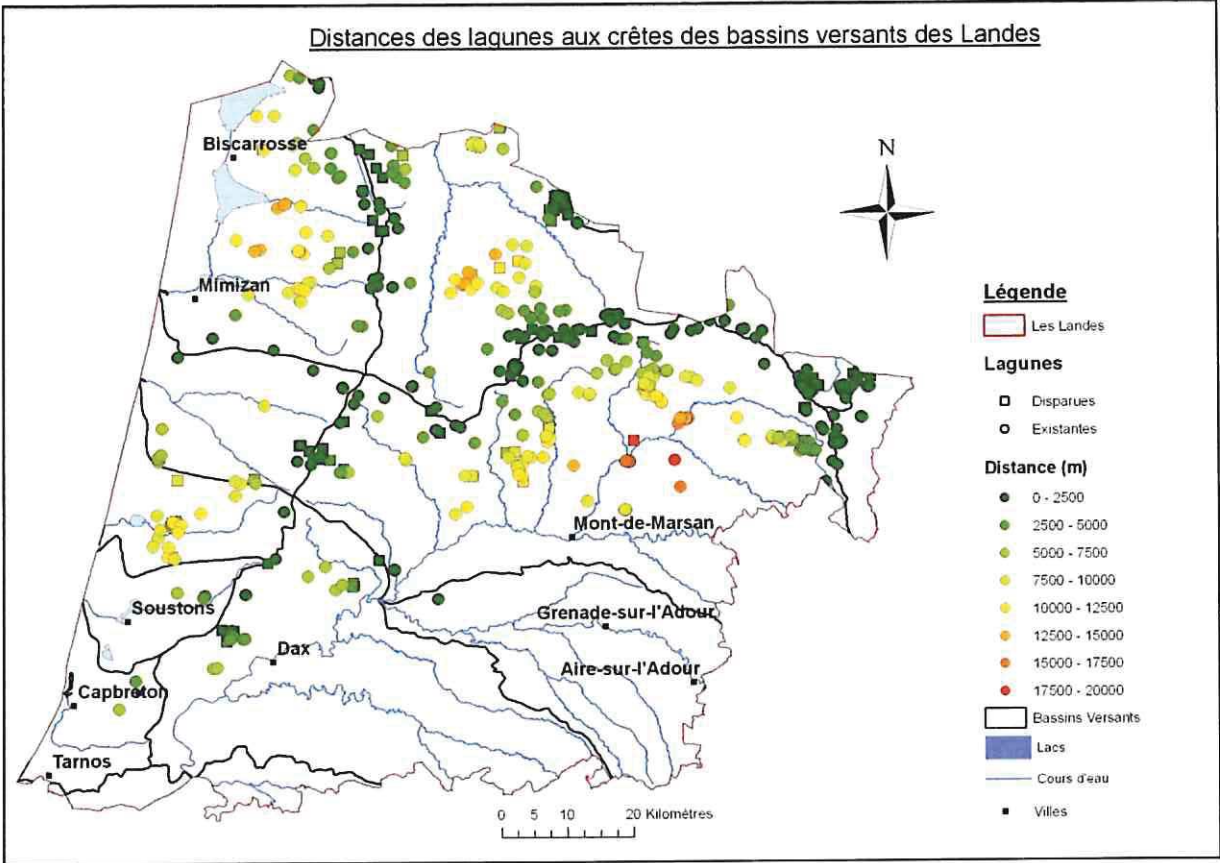 Distances des lagunes aux crêtes des bassins versants des Landes
N
Biscarrosse
Mimizan
Mont-de-Marsan
Soustons
Grenade-sur-l'Adour
Dax
Aire-sur-l'Adour
Capbreton
Tarnos
0 5 10 20 Kilomètres
Légende
Les Landes
Lagunes
Disparues
Existantes
Distance (m)
0 - 2500
2500 - 5000
5000 - 7500
7500 - 10000
10000 - 12500
12500 - 15000
15000 - 17500
17500 - 20000
Bassins Versants
Lacs
Cours d'eau
Villes